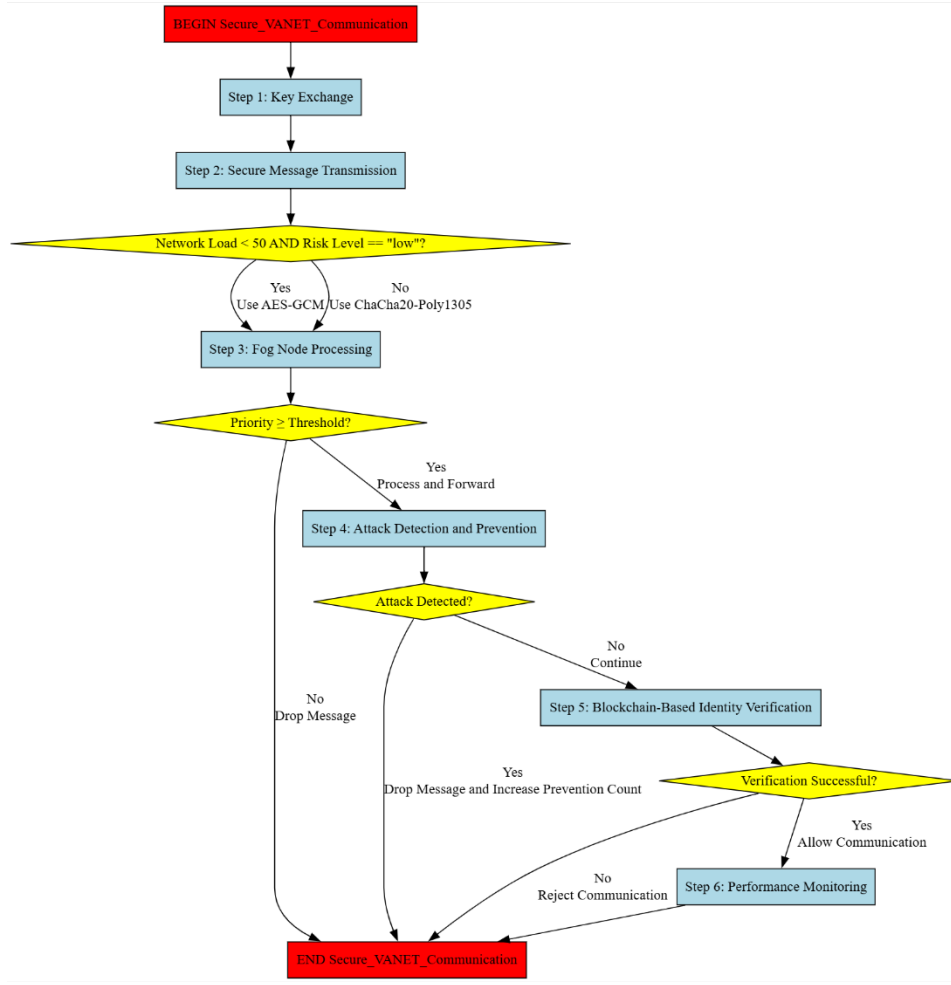 BEGIN Secure_VANET_Communication
Step 1: Key Exchange
Step 2: Secure Message Transmission
Network Load < 50 AND Risk Level == "low"?
Yes
Use AES-GCM
No
Use ChaCha20-Poly1305
Step 3: Fog Node Processing
Priority ≥ Threshold?
Yes
Process and Forward
Step 4: Attack Detection and Prevention
Attack Detected?
No
Continue
No
Drop Message
Step 5: Blockchain-Based Identity Verification
Yes
Drop Message and Increase Prevention Count
Verification Successful?
Yes
Allow Communication
No
Reject Communication
Step 6: Performance Monitoring
END Secure_VANET_Communication